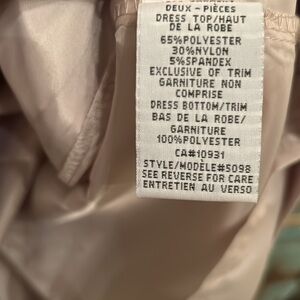 DEUX - PIÈCES
DRESS TOP/HAUT
DE LA ROBE
65%POLYESTER
30%NYLON
5%SPANDEX
EXCLUSIVE OF TRIM
GARNITURE NON
COMPRISE
DRESS BOTTOM/TRIM
BAS DE LA ROBE/
GARNITURE
100%POLYESTER
CA#10931
STYLE/MODÈLE#5098
SEE REVERSE FOR CARE
ENTRETIEN AU VERSO